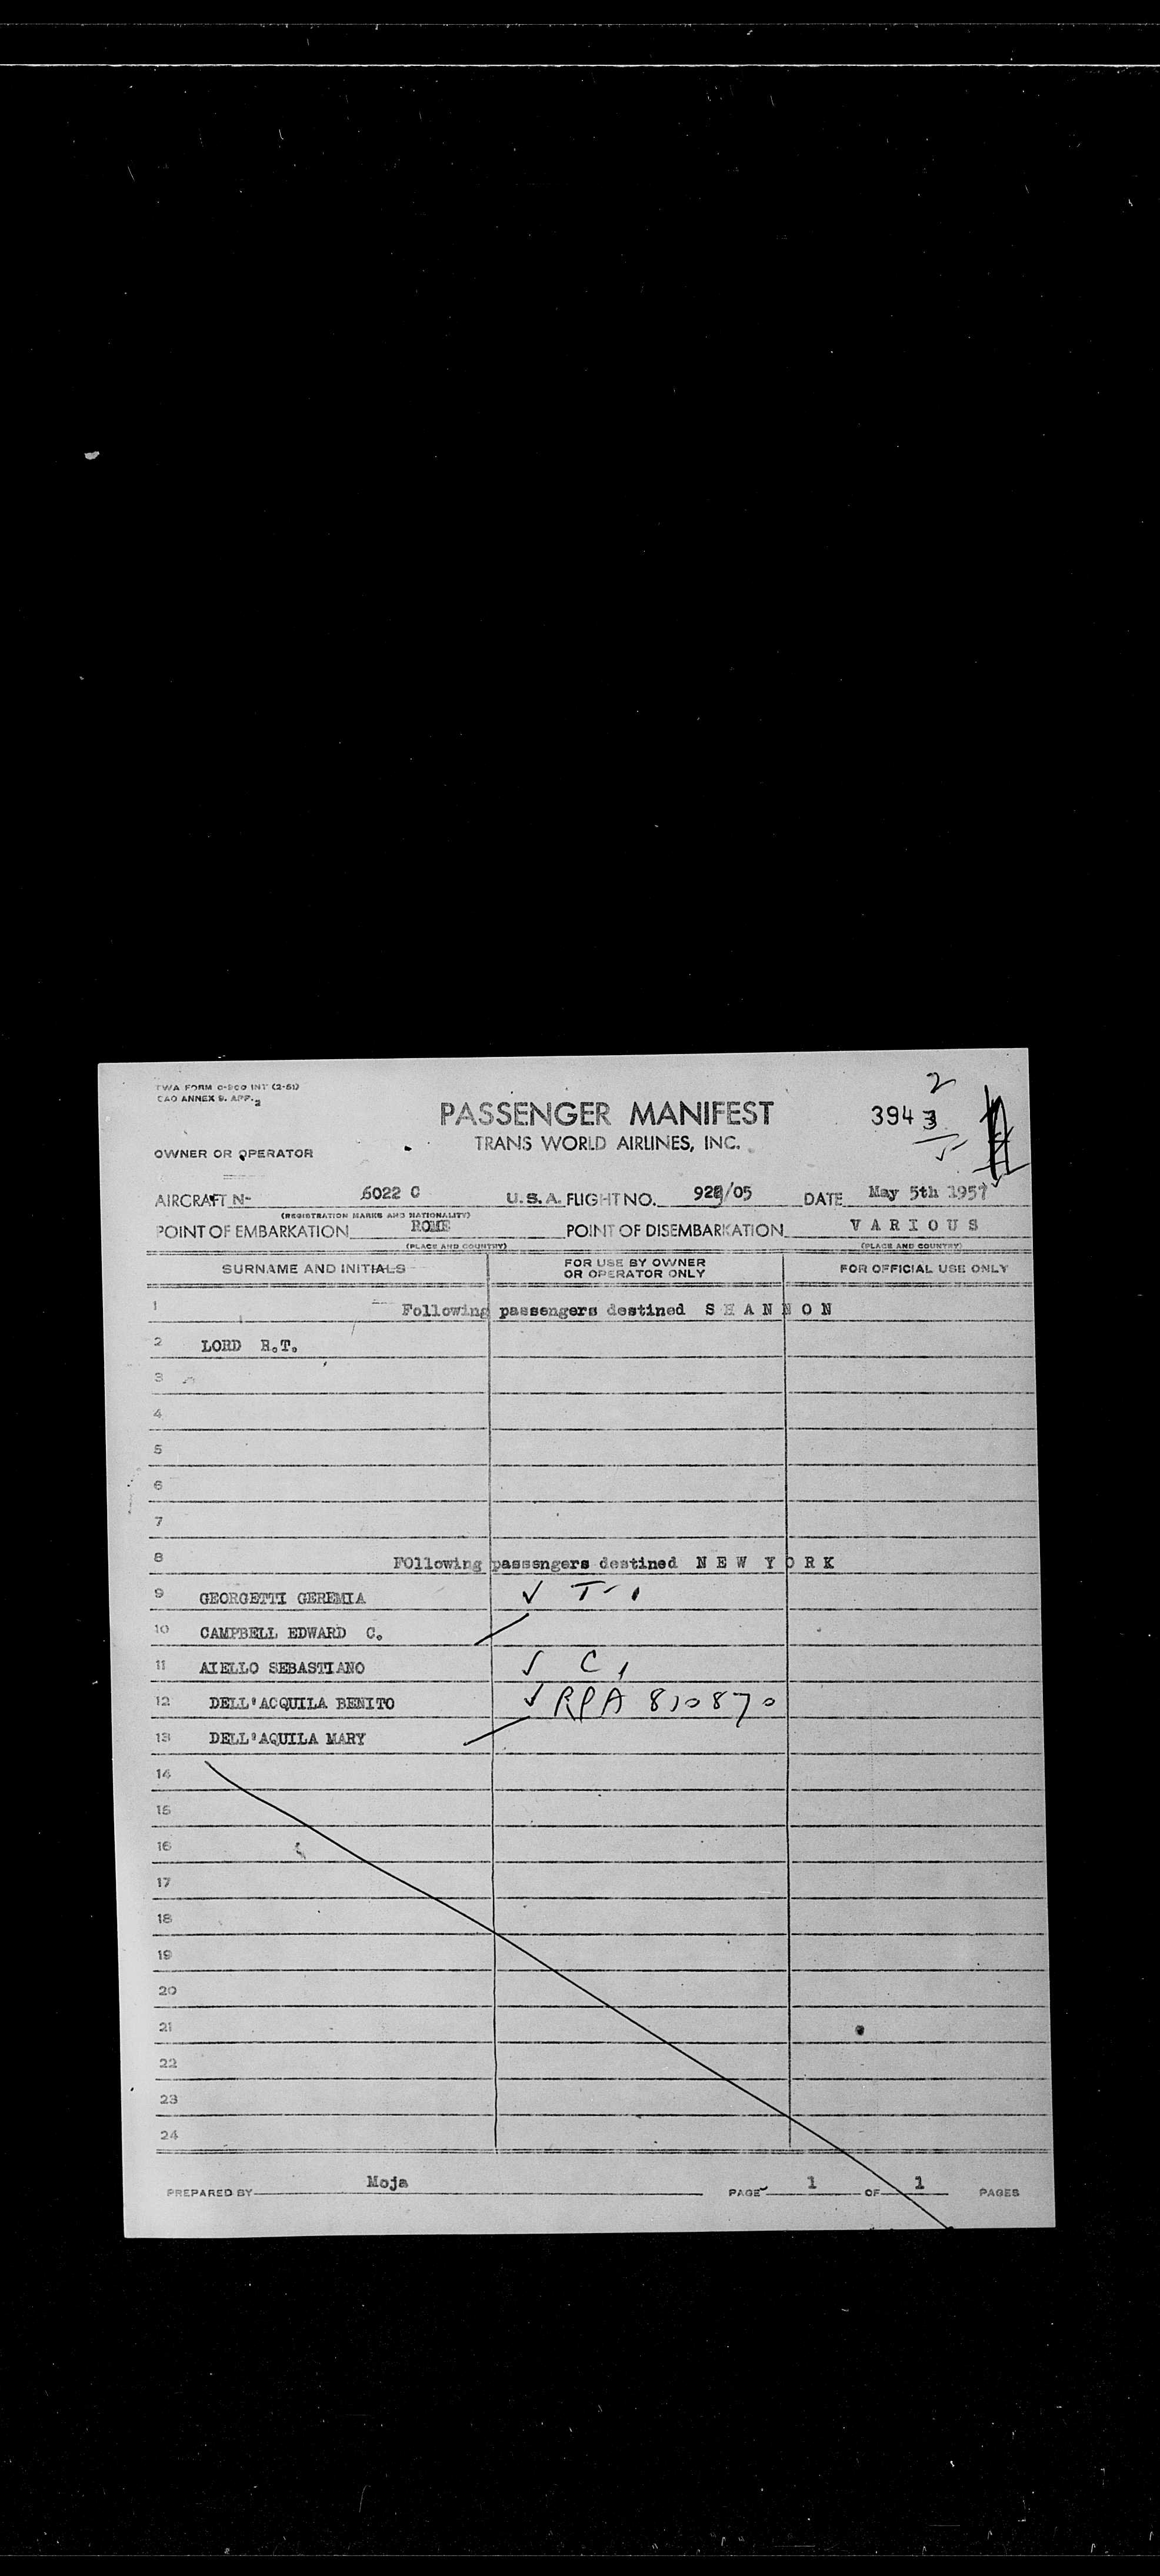 TWA FORM O-200 INT (2-51)
CAO ANNEX 9. APP. 2
2
PASSENGER MANIFEST
3943
TRANS WORLD AIRLINES, INC.
OWNER OR OPERATOR
AIRCRAFT N- 6022 C U.S.A. FLIGHT NO. /05 DATE May 5th 1957
(REGISTRATION MARKS AND NATIONALITY)
POINT OF EMBARKATION ROME POINT OF DISEMBARKATION V A R I O U S
(PLACE AND COUNTRY) (PLACE AND COUNTRY)
SURNAME AND INITIALS FOR USE BY OWNER OR OPERATOR ONLY FOR OFFICIAL USE ONLY
1 Following passengers destined S H A N N O N
2 LORD R.T.
3
4
5
6
7
8 FOllowing passengers destined N E W Y O R K
9 GEORGETTI GEREMIA ✓ T-1
10 CAMPBELL EDWARD C.
11 AIELLO SEBASTIANO ✓ C 1
12 DELL'ACQUILA BENITO ✓ RPA 810870
13 DELL'AQUILA MARY
14
15
16
17
18
19
20
21
22
23
24
PREPARED BY Moja PAGE 1 OF 1 PAGES